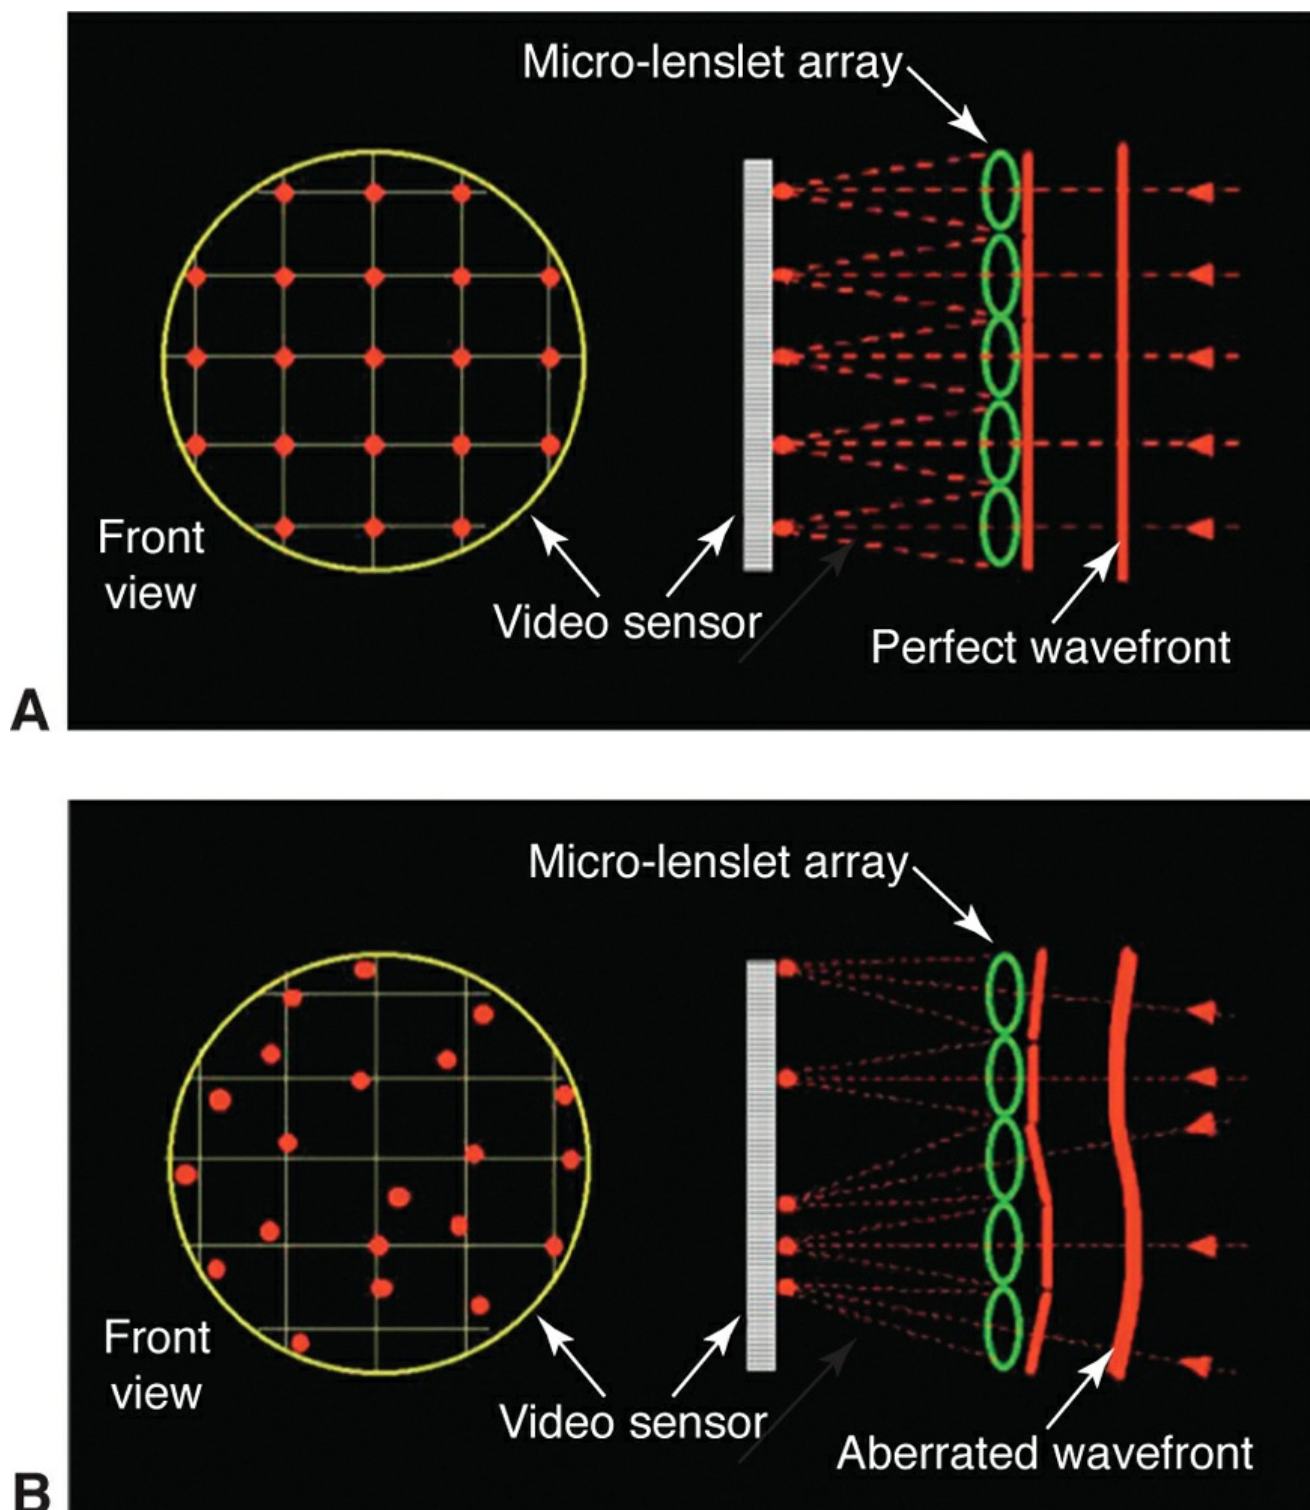 Micro-lenslet array
Front
view
Video sensor
Perfect wavefront
A
Micro-lenslet array
Front
view
Video sensor
Aberrated wavefront
B